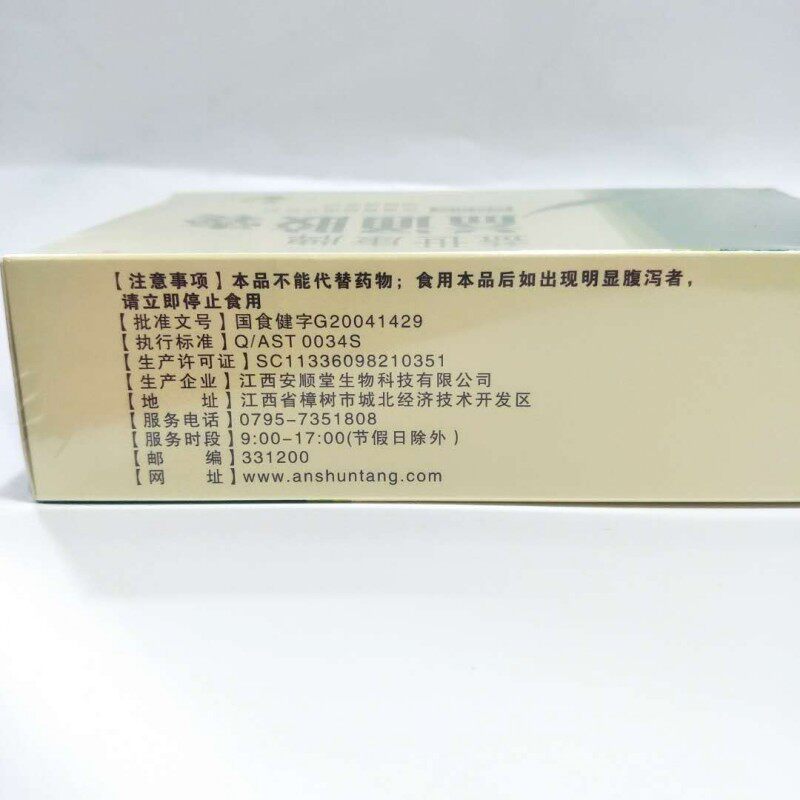 【注意事项】本品不能代替药物；食用本品后如出现明显腹泻者，
请立即停止食用
【批准文号】国食健字G20041429
【执行标准】Q/AST 0034S
【生产许可证】SC11336098210351
【生产企业】江西安顺堂生物科技有限公司
【地　　址】江西省樟树市城北经济技术开发区
【服务电话】0795-7351808
【服务时段】9:00-17:00(节假日除外)
【邮　　编】331200
【网　　址】www.anshuntang.com